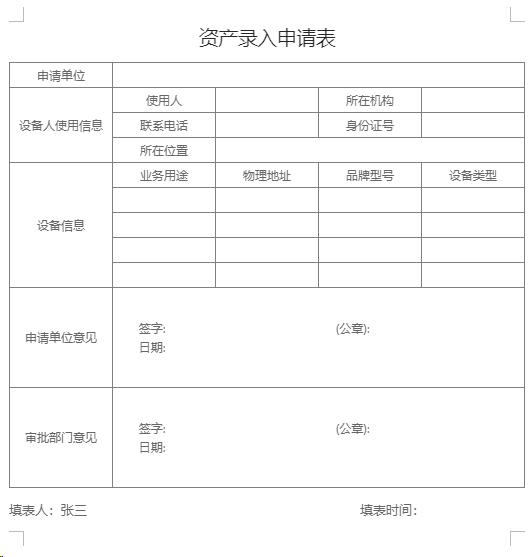 资产录入申请表
申请单位
设备人使用信息 使用人 所在机构
联系电话 身份证号
所在位置
设备信息 业务用途 物理地址 品牌型号 设备类型
申请单位意见 签字: (公章):
日期:
审批部门意见 签字: (公章):
日期:
填表人：张三 填表时间：